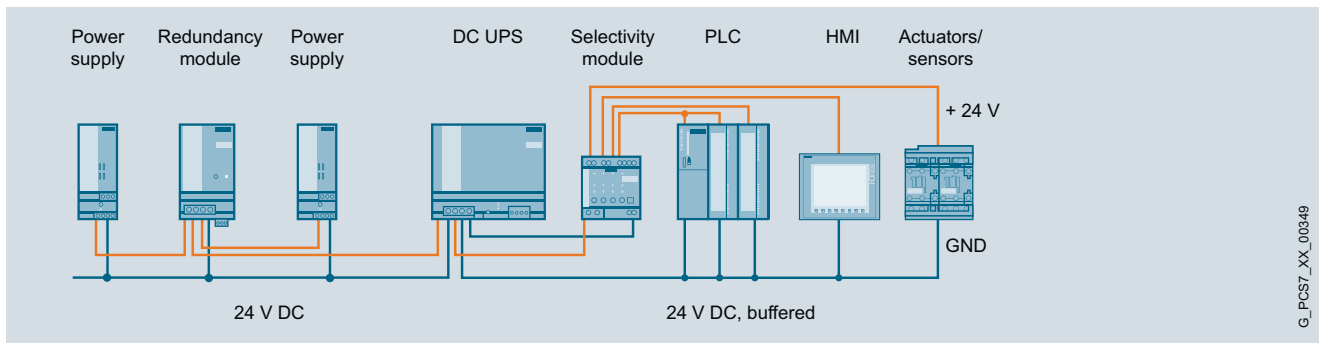 Power
supply
Redundancy
module
Power
supply
DC UPS
Selectivity
module
PLC
HMI
Actuators/
sensors
+ 24 V
GND
24 V DC
24 V DC, buffered
G_PCS7_XX_00349